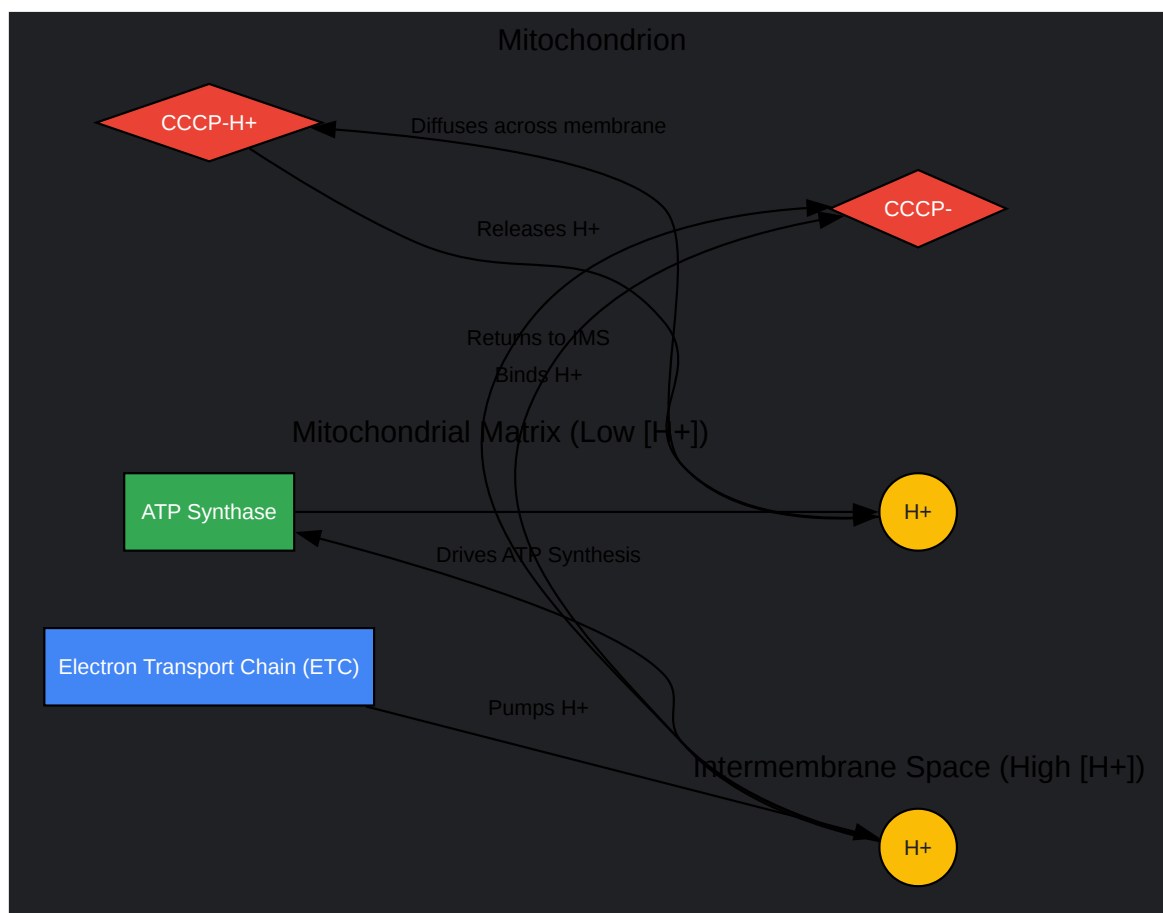 Mitochondrion
CCCP-H+
Diffuses across membrane
CCCP-
Releases H+
Returns to IMS
Binds H+
Mitochondrial Matrix (Low [H+])
ATP Synthase
H+
Drives ATP Synthesis
Electron Transport Chain (ETC)
Pumps H+
Intermembrane Space (High [H+])
H+